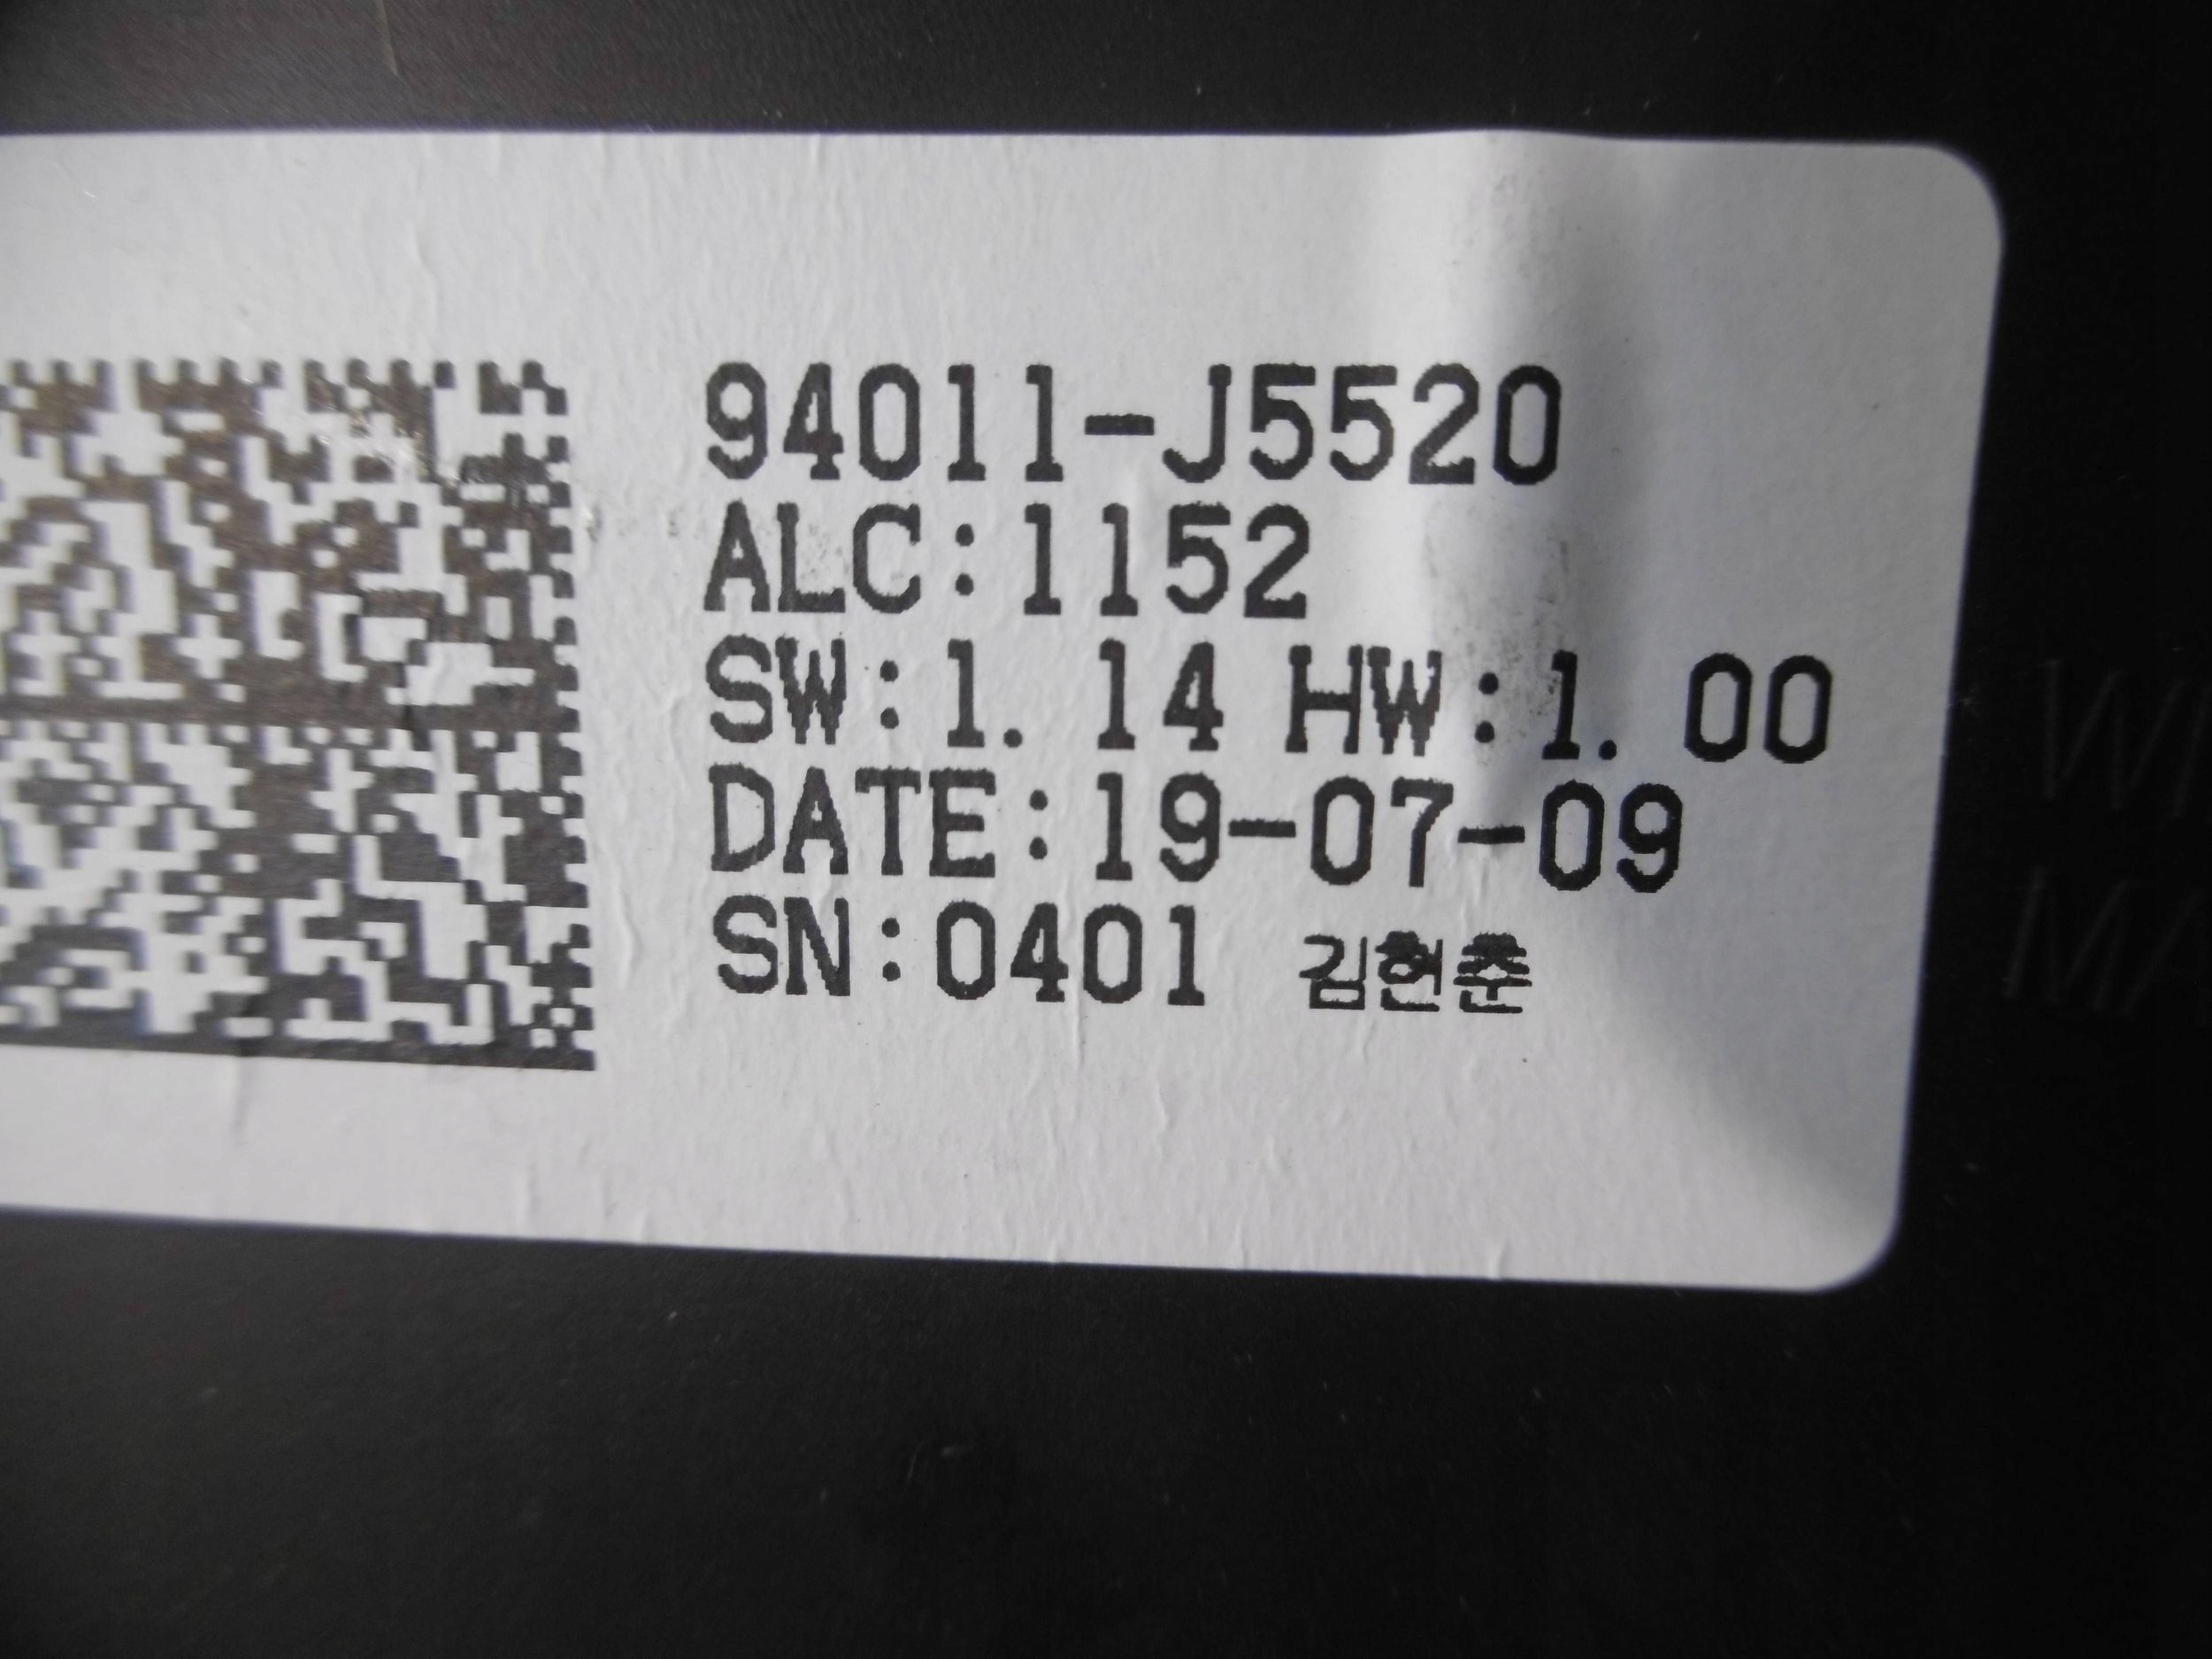 94011-J5520
ALC:1152
SW:1.14 HW:1.00
DATE:19-07-09
SN:0401 김현춘